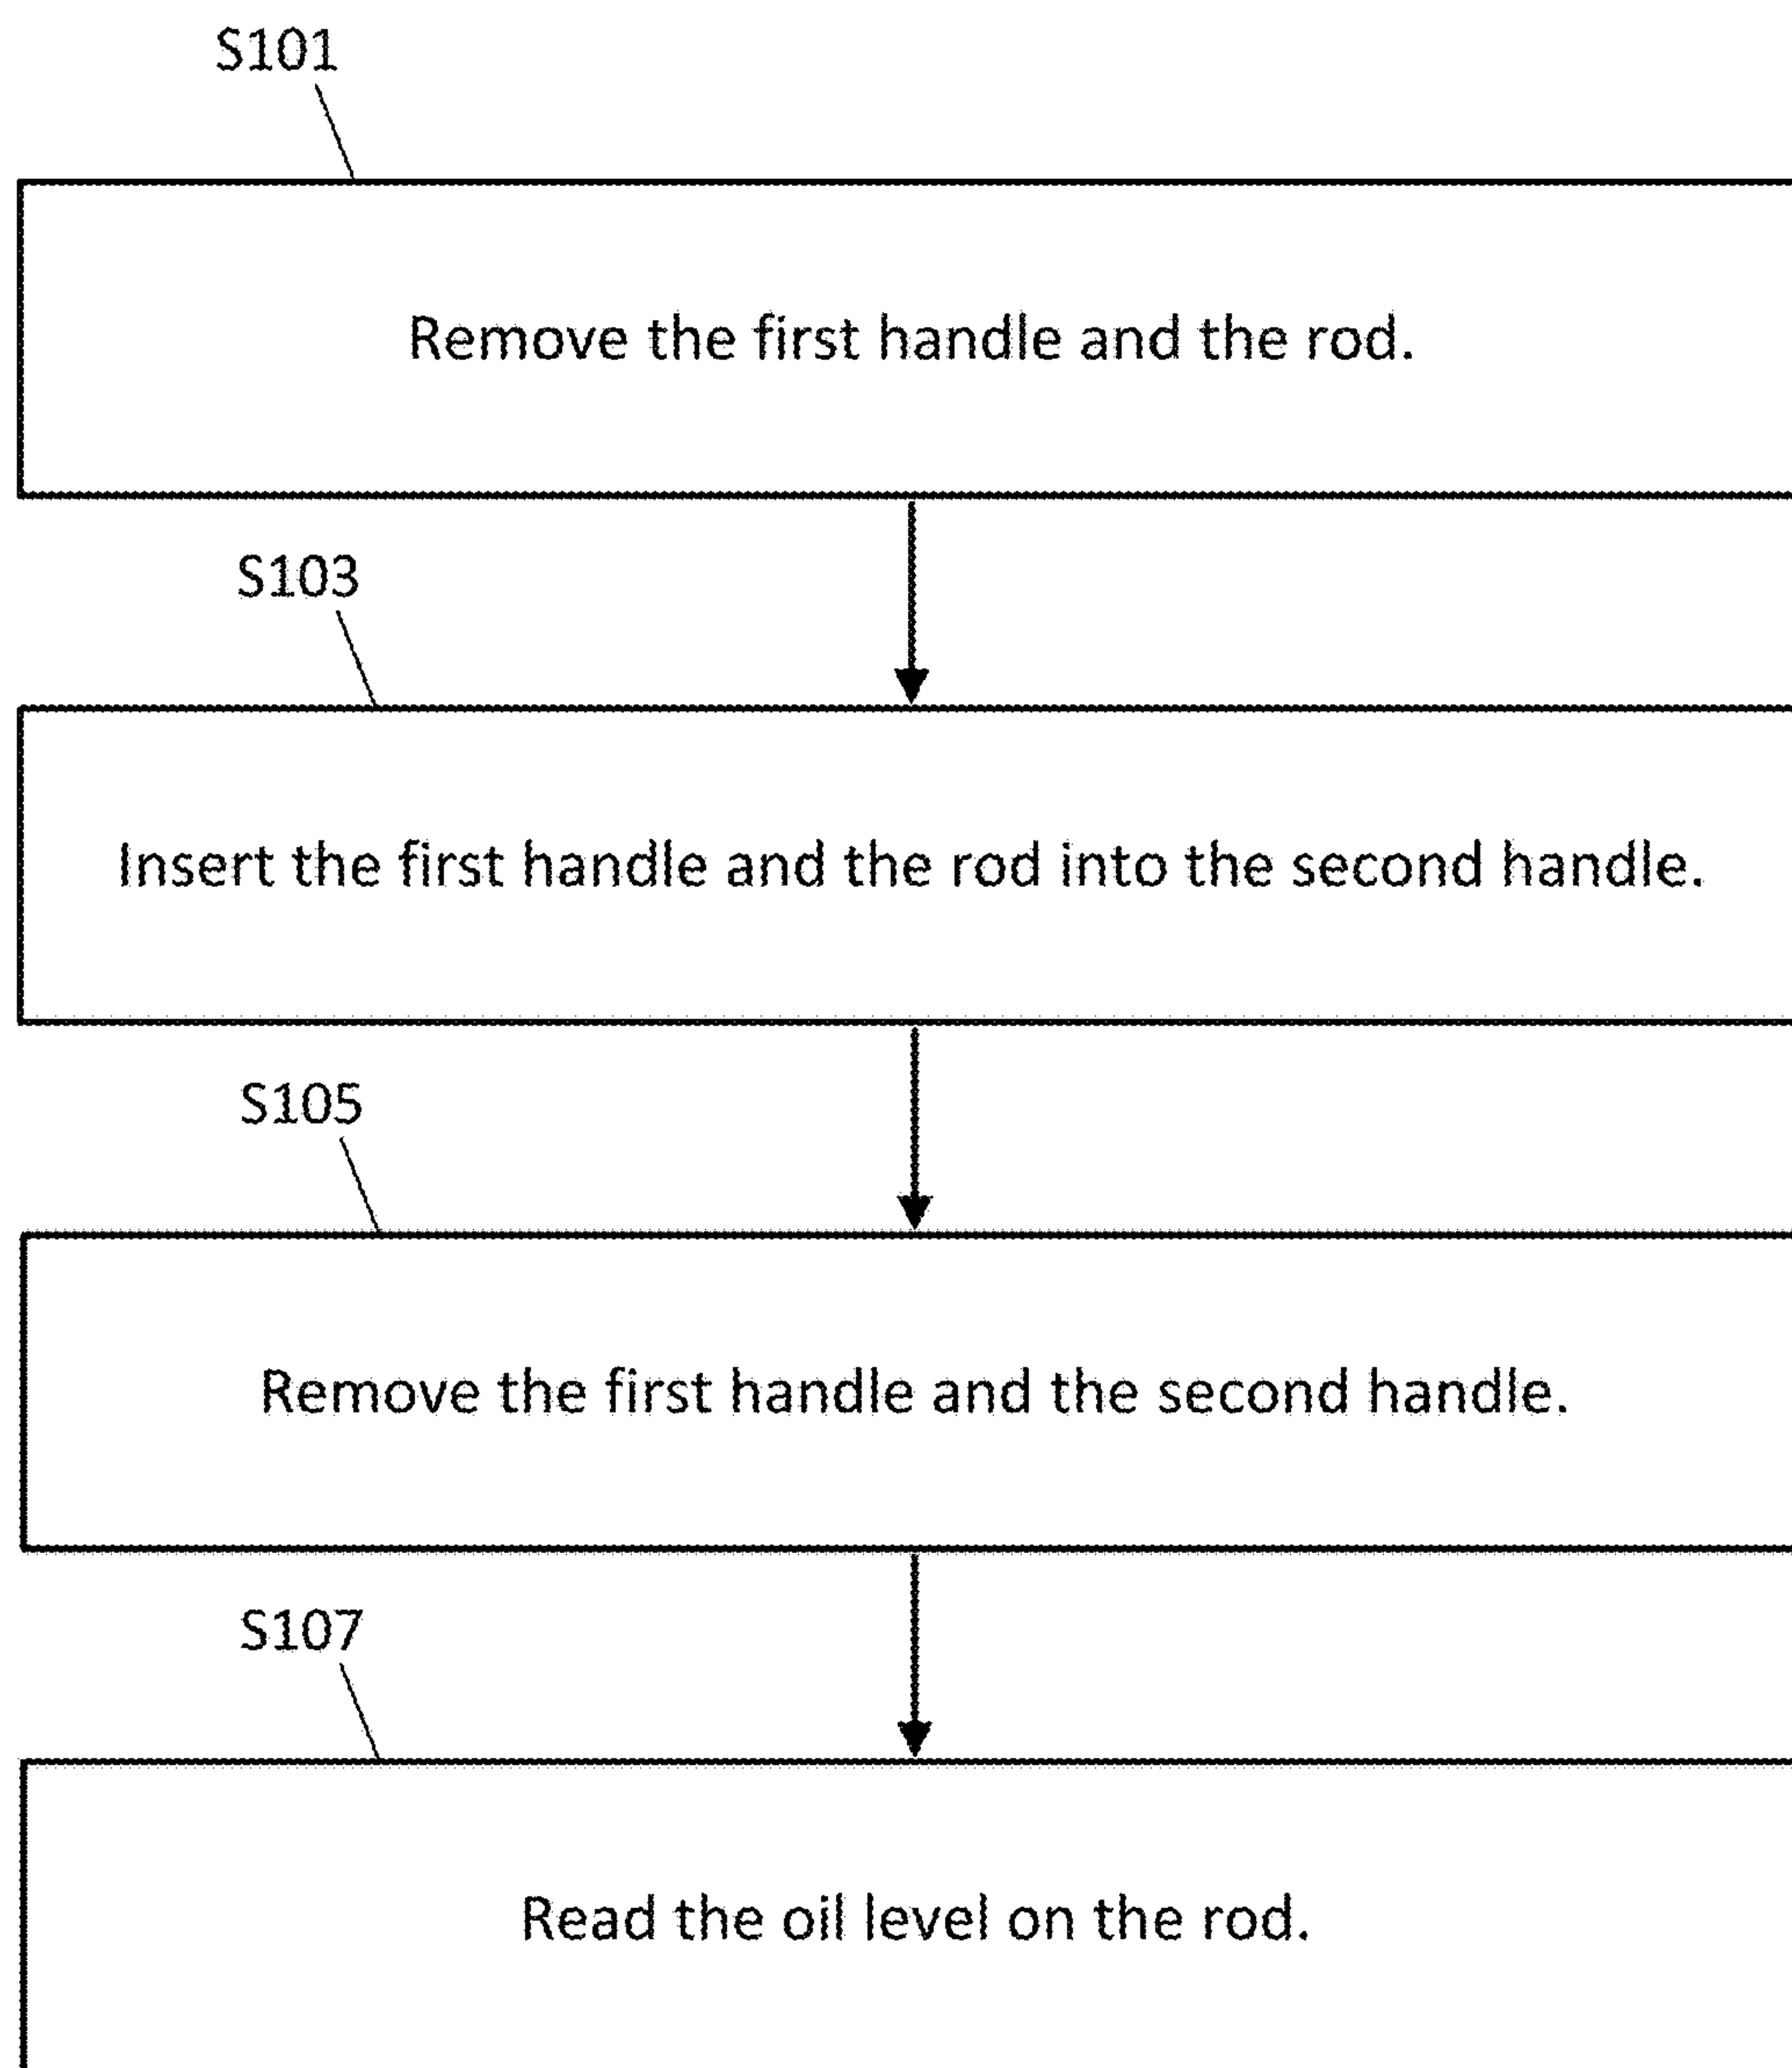 S101
Remove the first handle and the rod.
S103
Insert the first handle and the rod into the second handle.
S105
Remove the first handle and the second handle.
S107
Read the oil level on the rod.